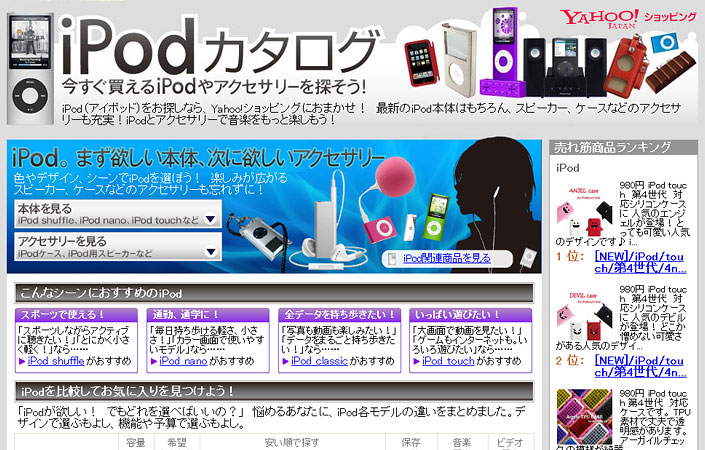 iPodカタログ
今すぐ買えるiPodやアクセサリーを探そう!
YAHOO! ショッピング
JAPAN
iPod(アイポッド)をお探しなら、Yahoo!ショッピングにおまかせ! 最新のiPod本体はもちろん、スピーカー、ケースなどのアクセサ
リーも充実!iPodとアクセサリーで音楽をもっと楽しもう!
iPod。まず欲しい本体、次に欲しいアクセサリー
色やデザイン、シーンでiPodを選ぼう! 楽しみが広がる
スピーカー、ケースなどのアクセサリーも忘れずに!
本体を見る
iPod shuffle、iPod nano、iPod touchなど
アクセサリーを見る
iPodケース、iPod用スピーカーなど
iPod関連商品を見る
こんなシーンにおすすめのiPod
スポーツで使える!
「スポーツしながらアクティブ
に聴きたい!」「とにかく小さ
く軽く!」なら……
iPod shuffleがおすすめ
通勤、通学に!
「毎日持ち歩ける軽さ、小さ
さ!」「カラー画面で使いやす
いモデル」なら……
iPod nanoがおすすめ
全データを持ち歩きたい!
「写真も動画も楽しみたい!」
「データをまるごと持ち歩きた
い!」なら……
iPod classicがおすすめ
いっぱい遊びたい!
「大画面で動画を見たい!」
「ゲームもインターネットも。い
ろいろ遊びたい」なら……
iPod touchがおすすめ
iPodを比較してお気に入りを見つけよう!
「iPodが欲しい! でもどれを選べばいいの?」 悩めるあなたに、iPod各モデルの違いをまとめました。デ
ザインで選ぶもよし、機能や予算で選ぶもよし。
容量 希望 安い順で探す 保存 音楽 ビデオ
売れ筋商品ランキング
iPod
ANJEL case
980円 iPod touc
h 第4世代 対
応シリコンケース
に 人気のエンジ
ェルが登場! と
っても可愛い人気
のデザインです♪ i...
1 位: [NEW]/iPod/tou
ch/第4世代/4n...
DEVIL case
980円 iPod touc
h 第4世代 対
応シリコンケース
に 人気のデビル
が登場! どこか
憎めない可愛さ
がある人気のデザイ...
2 位: [NEW]/iPod/tou
ch/第4世代/4n...
980円 iPod touc
h 第4世代 対
応ケースです。TPU
素材で丈夫で透
明感があります。
アーガイルチェッ
クの模様が綺麗